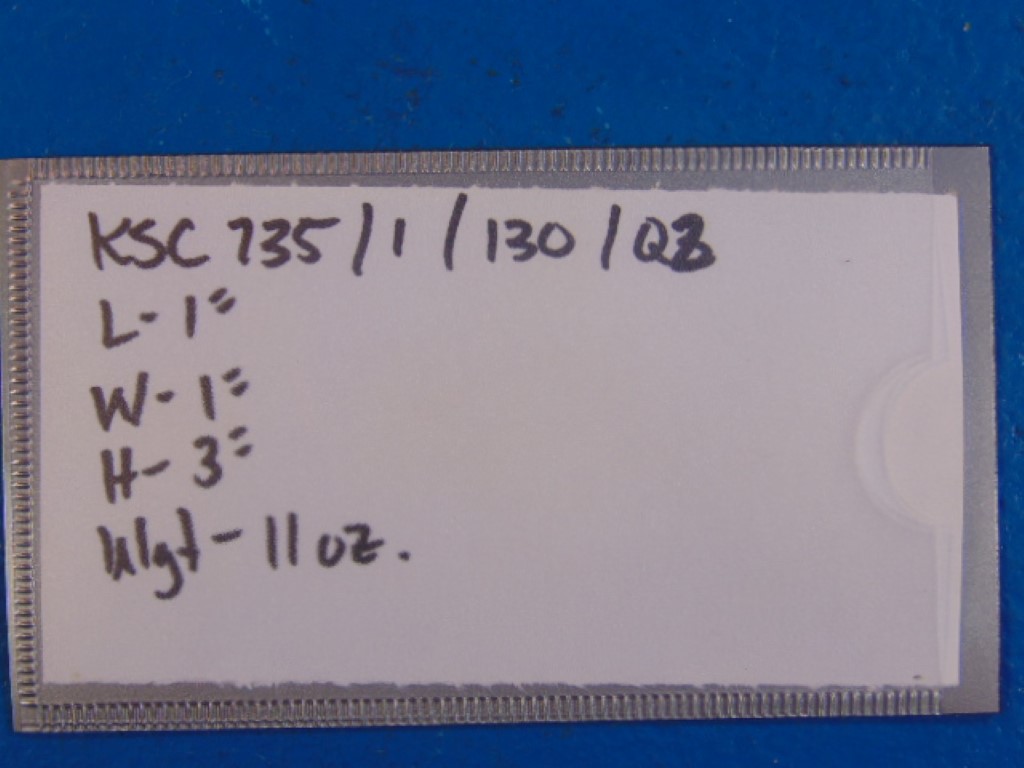 KSC 735/1/130/QB
L- 1"
W- 1"
H- 3"
Wgt- 11 oz.